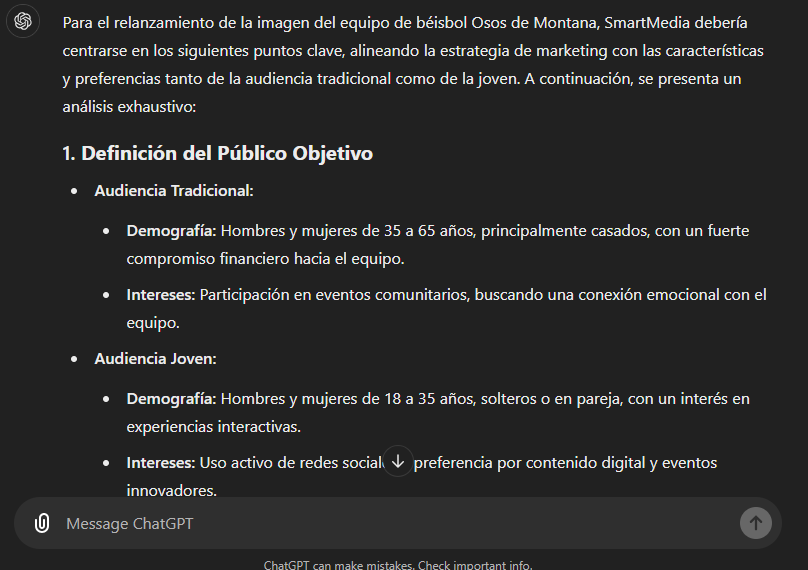 Para el relanzamiento de la imagen del equipo de béisbol Osos de Montana, SmartMedia debería
centrarse en los siguientes puntos clave, alineando la estrategia de marketing con las características
y preferencias tanto de la audiencia tradicional como de la joven. A continuación, se presenta un
análisis exhaustivo:
1. Definición del Público Objetivo
• Audiencia Tradicional:
• Demografía: Hombres y mujeres de 35 a 65 años, principalmente casados, con un fuerte
compromiso financiero hacia el equipo.
• Intereses: Participación en eventos comunitarios, buscando una conexión emocional con el
equipo.
• Audiencia Joven:
• Demografía: Hombres y mujeres de 18 a 35 años, solteros o en pareja, con un interés en
experiencias interactivas.
• Intereses: Uso activo de redes social preferencia por contenido digital y eventos
innovadores.
Message ChatGPT
ChatGPT can make mistakes. Check important info.